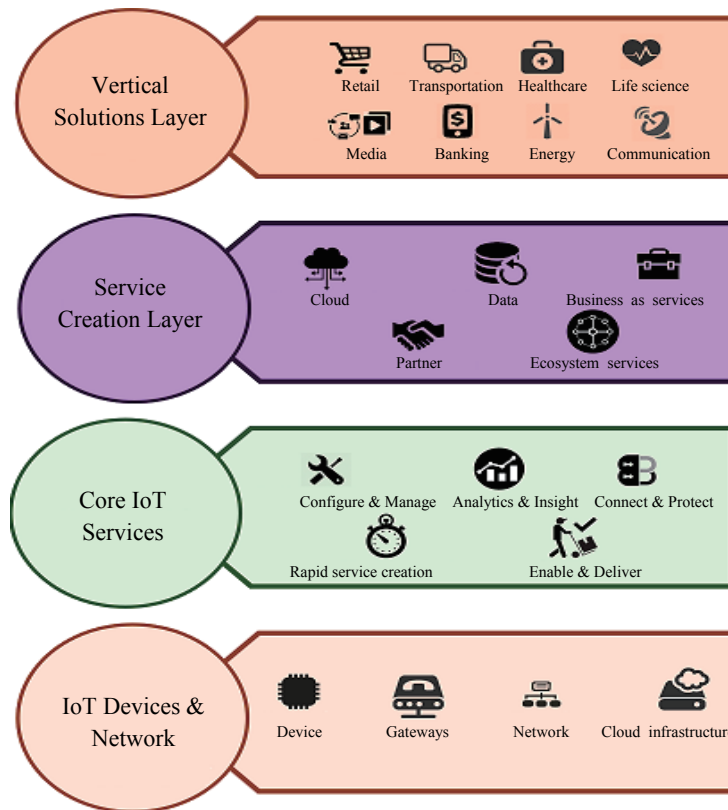 Vertical
Solutions Layer
Retail
Transportation
Healthcare
Life science
Media
Banking
Energy
Communication
Service
Creation Layer
Cloud
Data
Business as services
Partner
Ecosystem services
Core IoT
Services
Configure & Manage
Analytics & Insight
Connect & Protect
Rapid service creation
Enable & Deliver
IoT Devices &
Network
Device
Gateways
Network
Cloud infrastructur